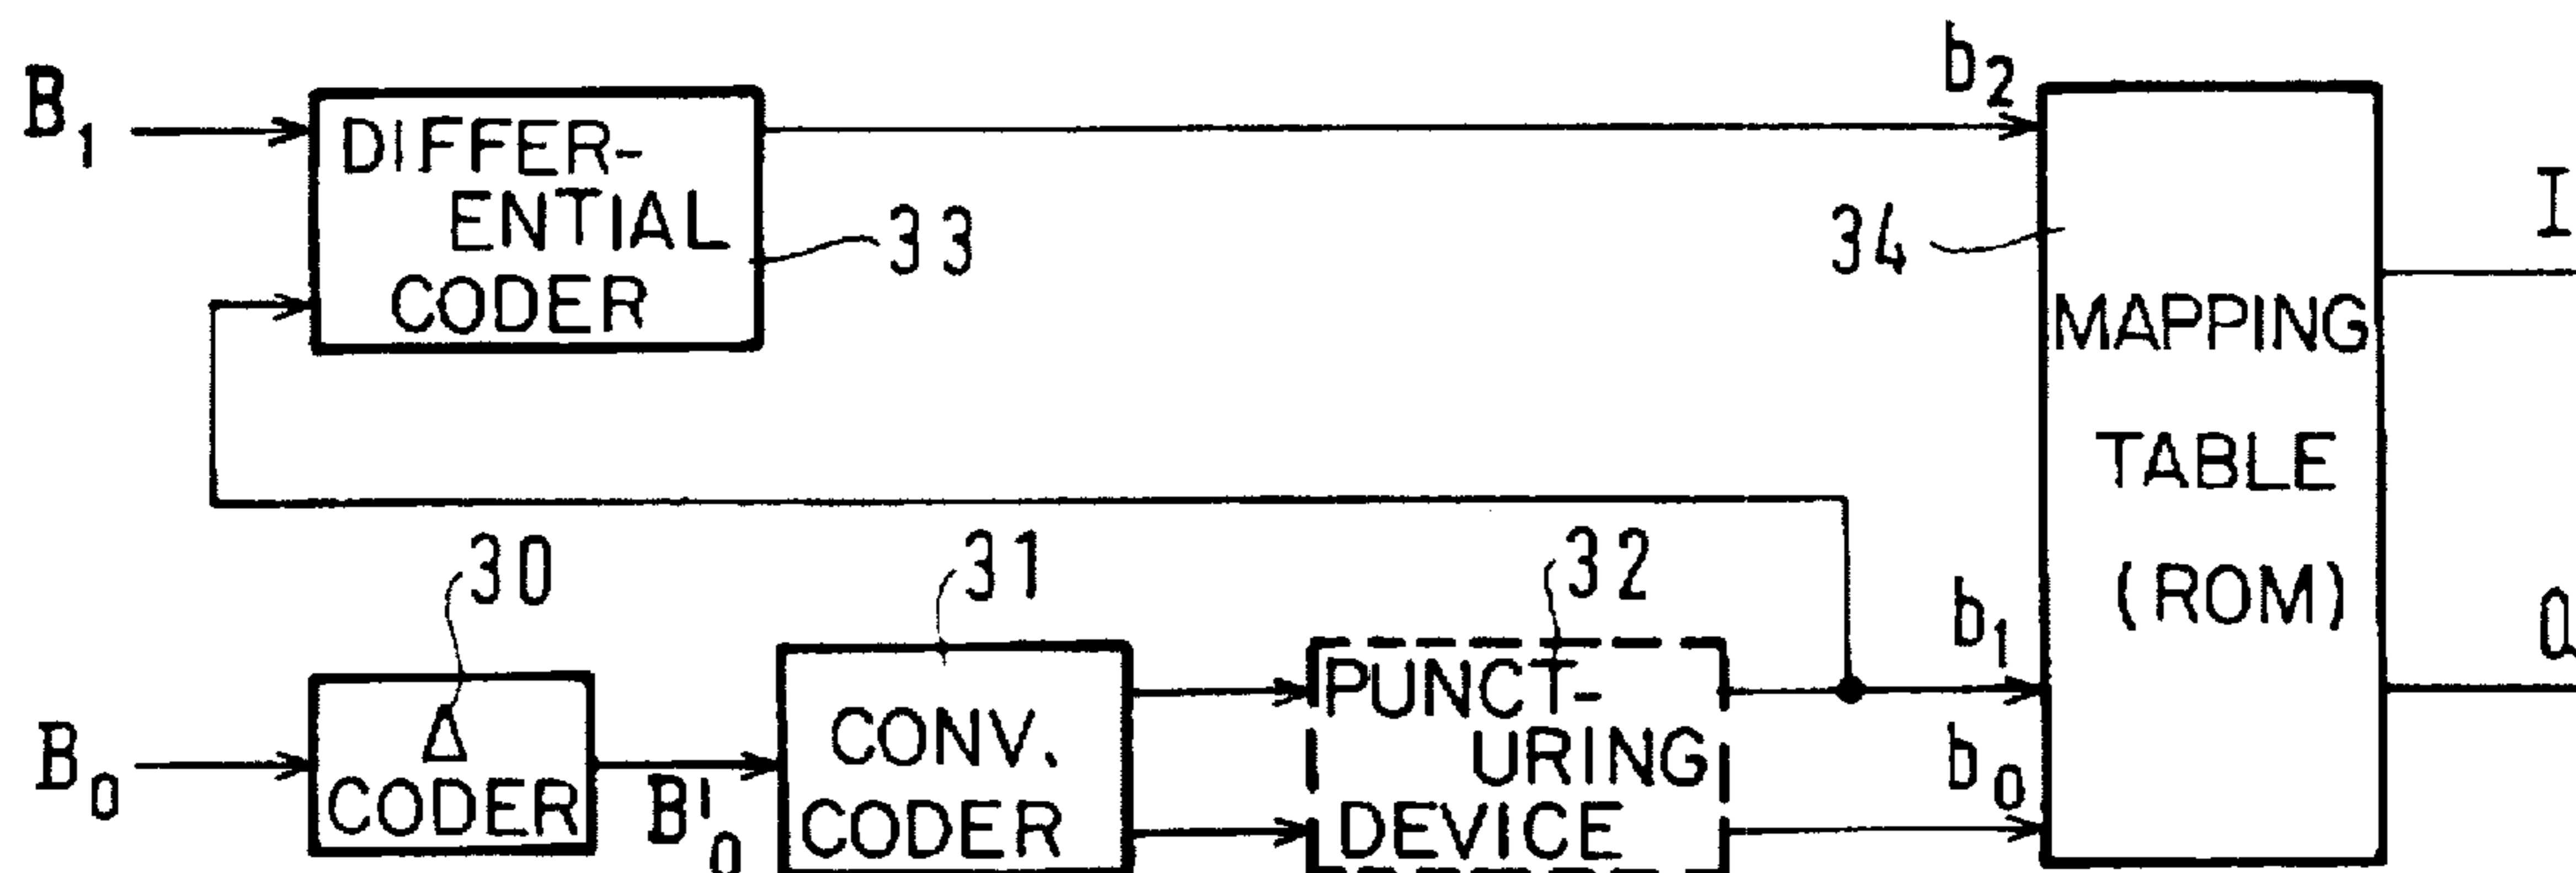 B₁
DIFFER-
ENTIAL
CODER
33
b₂
34
MAPPING
TABLE
(ROM)
I
Q
B₀
Δ
CODER
30
B'₀
CONV.
CODER
31
PUNCT-
URING
DEVICE
32
b₁
b₀